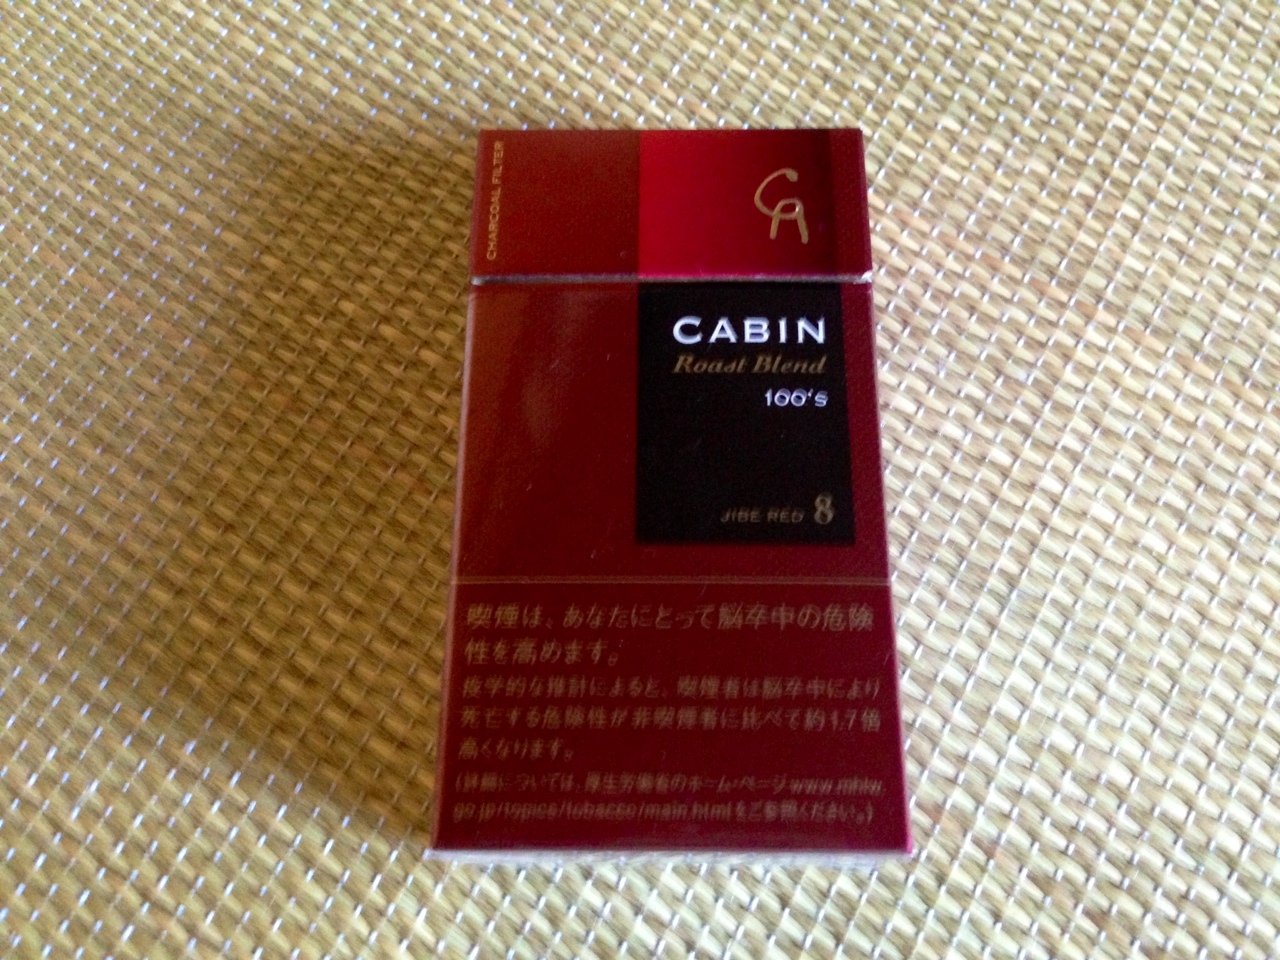 CHARCOAL FILTER
CA
CABIN
Roast Blend
100's
JIBE RED 8
喫煙は、あなたにとって脳卒中の危険
性を高めます。
疫学的な推計によると、喫煙者は脳卒中により
死亡する危険性が非喫煙者に比べて約1.7倍
高くなります。
(詳細については、厚生労働省のホーム・ページwww.mhlw.
go.jp/topics/tobacco/main.htmlをご参照ください。)